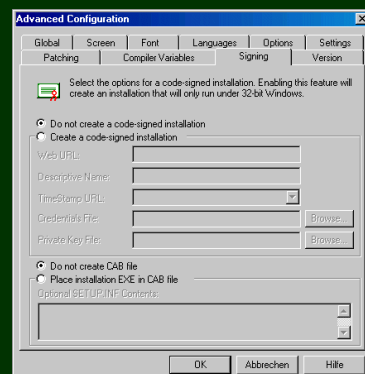 Advanced Configuration
Global Screen Font Languages Options Settings
Patching Compiler Variables Signing Version
Select the options for a code-signed installation. Enabling this feature will
create an installation that will only run under 32-bit Windows.
Do not create a code-signed installation
Create a code-signed installation
Web URL:
Descriptive Name:
TimeStamp URL:
Credentials File: Browse...
Private Key File: Browse...
Do not create CAB file
Place installation EXE in CAB file
Optional SETUP.INF Contents:
OK Abbrechen Hilfe